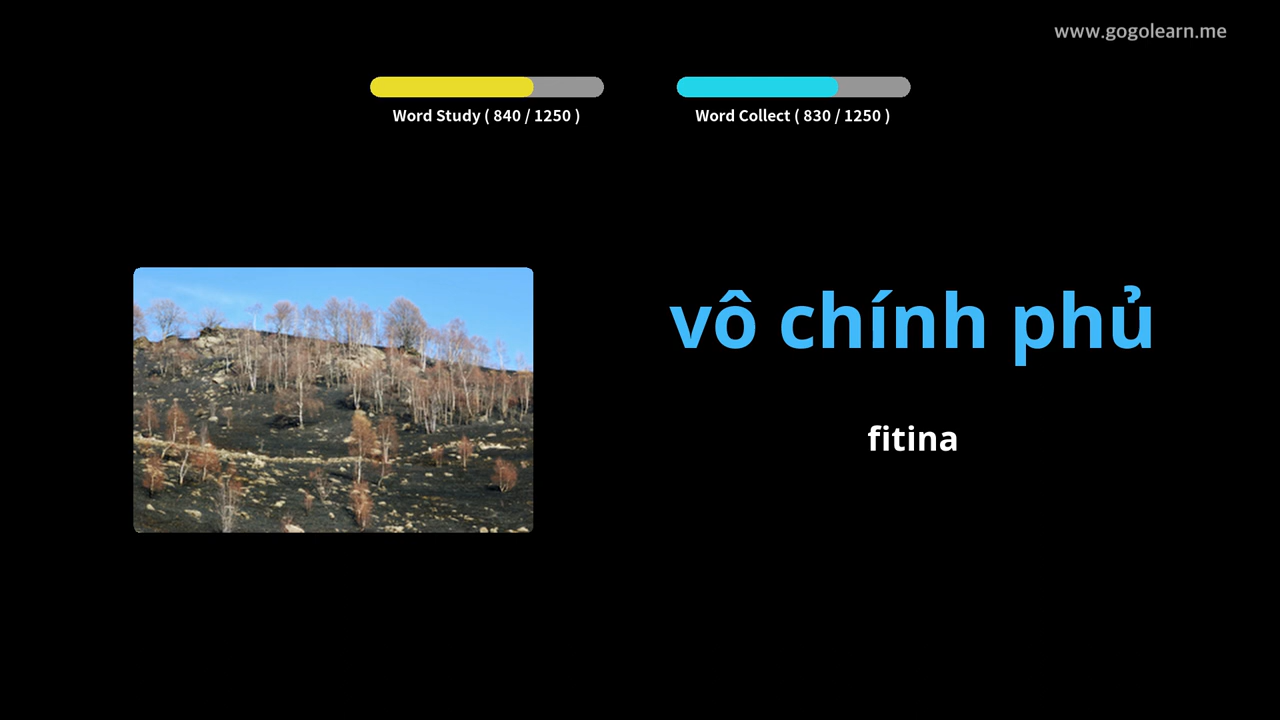 www.gogolearn.me
Word Study ( 840 / 1250 )
Word Collect ( 830 / 1250 )
vô chính phủ
fitina